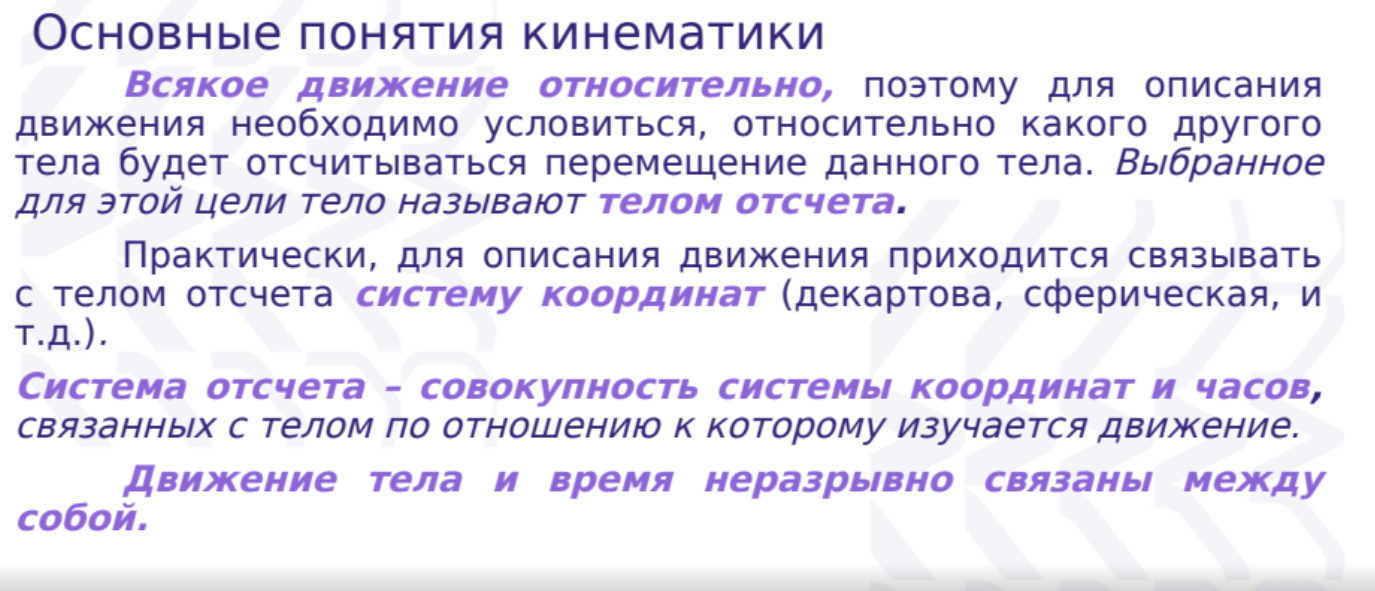 Основные понятия кинематики
Всякое движение относительно, поэтому для описания
движения необходимо условиться, относительно какого другого
тела будет отсчитываться перемещение данного тела. Выбранное
для этой цели тело называют телом отсчета.
Практически, для описания движения приходится связывать
с телом отсчета систему координат (декартова, сферическая, и
т.д.).
Система отсчета – совокупность системы координат и часов,
связанных с телом по отношению к которому изучается движение.
Движение тела и время неразрывно связаны между
собой.